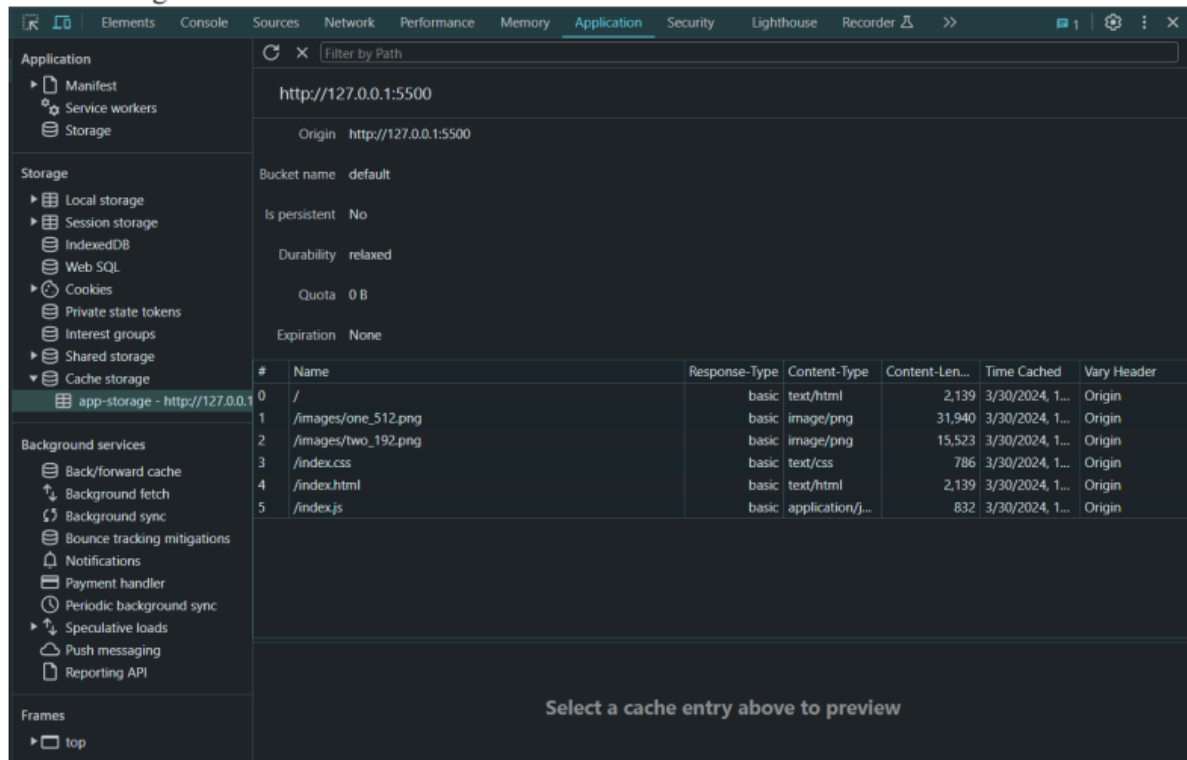 Elements Console Sources Network Performance Memory Application Security Lighthouse Recorder >> 1
Application
Manifest
Service workers
Storage
Storage
Local storage
Session storage
IndexedDB
Web SQL
Cookies
Private state tokens
Interest groups
Shared storage
Cache storage
app-storage - http://127.0.0.1
Background services
Back/forward cache
Background fetch
Background sync
Bounce tracking mitigations
Notifications
Payment handler
Periodic background sync
Speculative loads
Push messaging
Reporting API
Frames
top
Filter by Path
http://127.0.0.1:5500
Origin http://127.0.0.1:5500
Bucket name default
Is persistent No
Durability relaxed
Quota 0 B
Expiration None
# Name Response-Type Content-Type Content-Len... Time Cached Vary Header
0 / basic text/html 2,139 3/30/2024, 1... Origin
1 /images/one_512.png basic image/png 31,940 3/30/2024, 1... Origin
2 /images/two_192.png basic image/png 15,523 3/30/2024, 1... Origin
3 /index.css basic text/css 786 3/30/2024, 1... Origin
4 /index.html basic text/html 2,139 3/30/2024, 1... Origin
5 /index.js basic application/j... 832 3/30/2024, 1... Origin
Select a cache entry above to preview